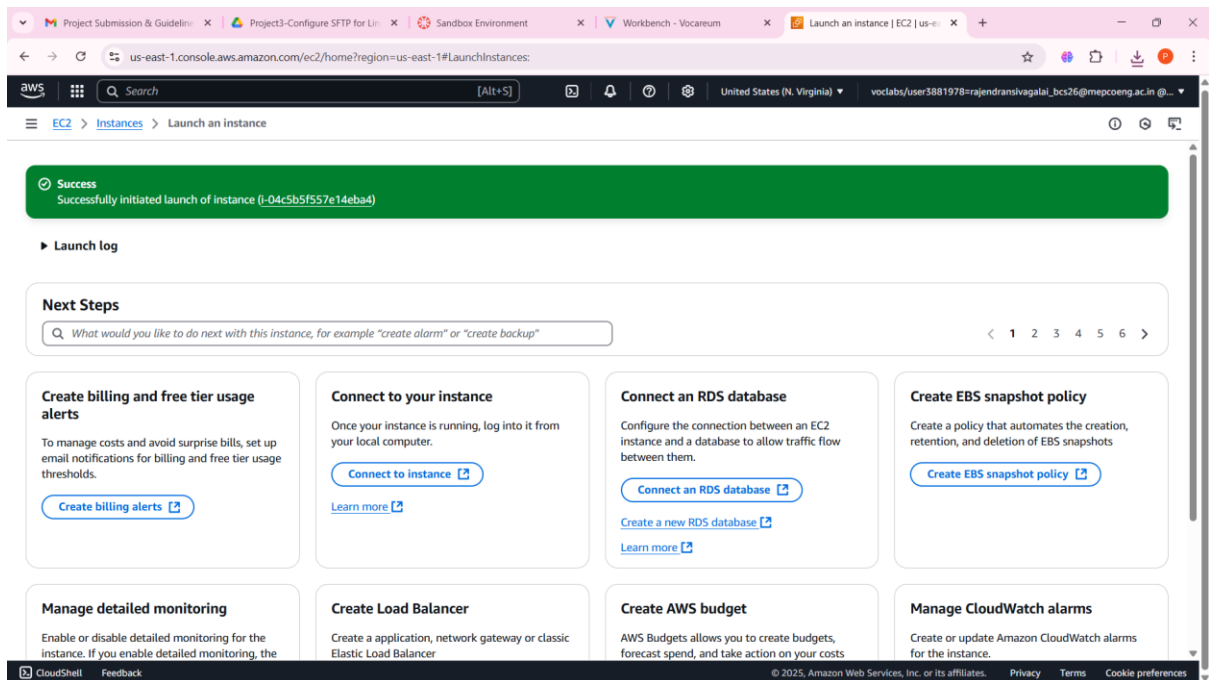 Project Submission & Guideline
Project3-Configure SFTP for Lin
Sandbox Environment
Workbench - Vocareum
Launch an instance | EC2 | us-ea
us-east-1.console.aws.amazon.com/ec2/home?region=us-east-1#LaunchInstances:
P
aws
Search
[Alt+S]
United States (N. Virginia)
voclabs/user3881978=rajendransivagalai_bcs26@mepcoeng.ac.in @...
EC2 > Instances > Launch an instance
Success
Successfully initiated launch of instance (i-04c5b5f557e14eba4)
Launch log
Next Steps
What would you like to do next with this instance, for example "create alarm" or "create backup"
< 1 2 3 4 5 6 >
Create billing and free tier usage
alerts
To manage costs and avoid surprise bills, set up
email notifications for billing and free tier usage
thresholds.
Create billing alerts
Connect to your instance
Once your instance is running, log into it from
your local computer.
Connect to instance
Learn more
Connect an RDS database
Configure the connection between an EC2
instance and a database to allow traffic flow
between them.
Connect an RDS database
Create a new RDS database
Learn more
Create EBS snapshot policy
Create a policy that automates the creation,
retention, and deletion of EBS snapshots
Create EBS snapshot policy
Manage detailed monitoring
Enable or disable detailed monitoring for the
instance. If you enable detailed monitoring, the
Create Load Balancer
Create a application, network gateway or classic
Elastic Load Balancer
Create AWS budget
AWS Budgets allows you to create budgets,
forecast spend, and take action on your costs
Manage CloudWatch alarms
Create or update Amazon CloudWatch alarms
for the instance.
CloudShell
Feedback
© 2025, Amazon Web Services, Inc. or its affiliates.
Privacy
Terms
Cookie preferences